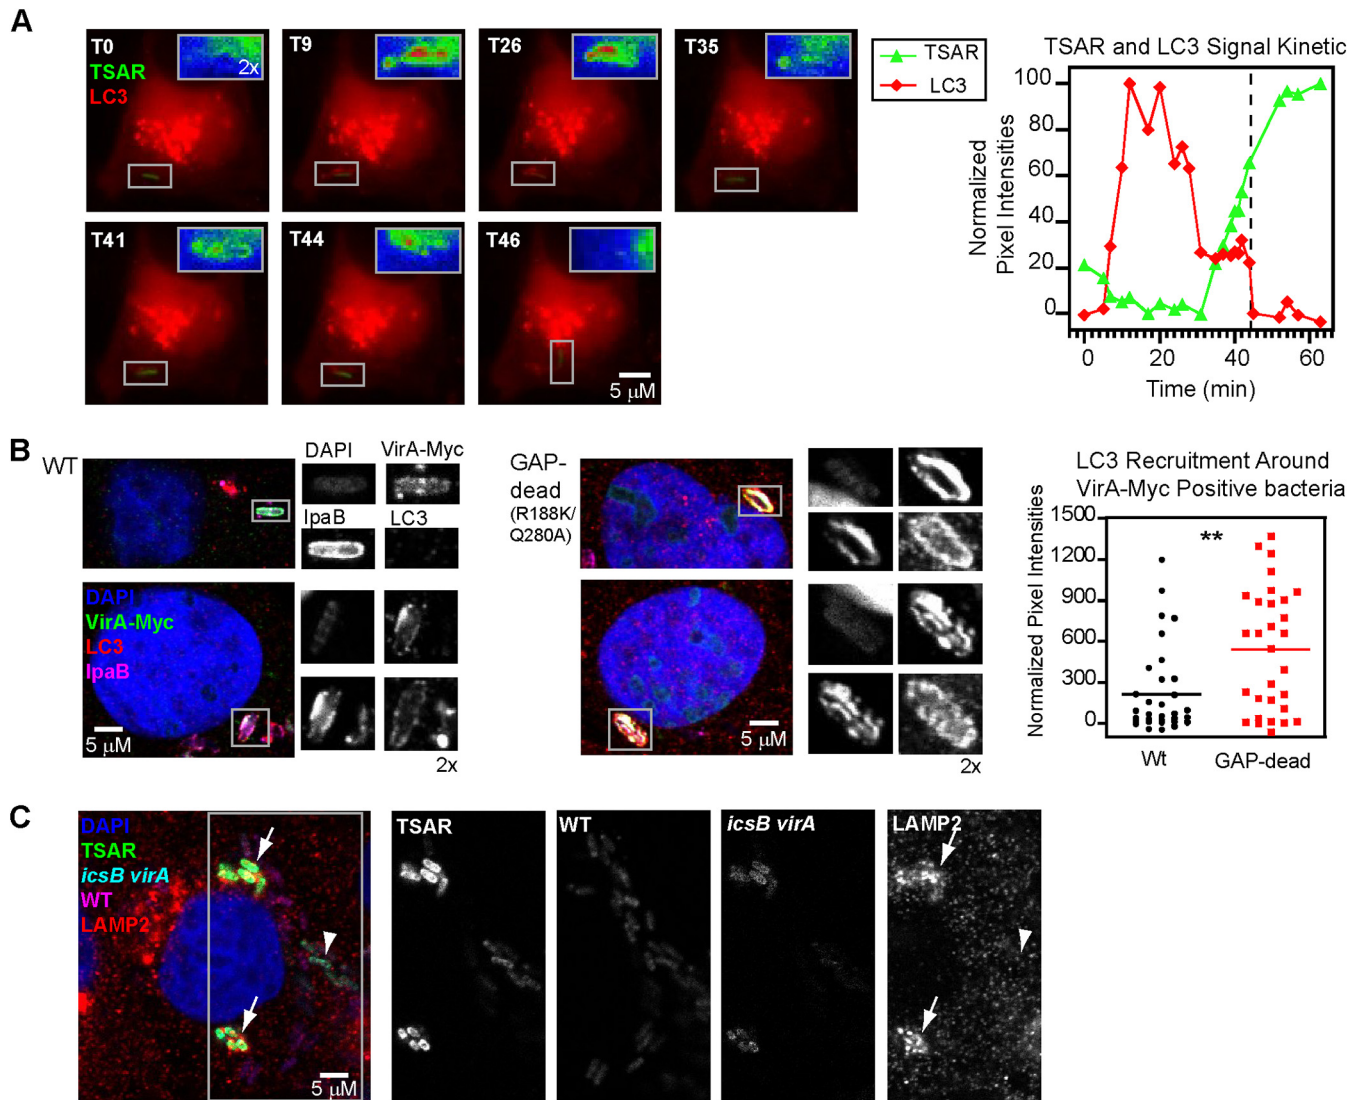 A
T0
TSAR
LC3
2x
T9
T26
T35
T41
T44
T46
5 μM
TSAR
LC3
TSAR and LC3 Signal Kinetic
Normalized
Pixel Intensities
100
80
60
40
20
0
0
20
40
60
Time (min)
B
WT
DAPI
VirA-Myc
IpaB
LC3
DAPI
VirA-Myc
LC3
IpaB
5 μM
2x
GAP-
dead
(R188K/
Q280A)
5 μM
2x
LC3 Recruitment Around
VirA-Myc Positive bacteria
Normalized Pixel Intensities
1500
1200
900
600
300
0
**
Wt
GAP-dead
C
DAPI
TSAR
icsB virA
WT
LAMP2
5 μM
TSAR
WT
icsB virA
LAMP2